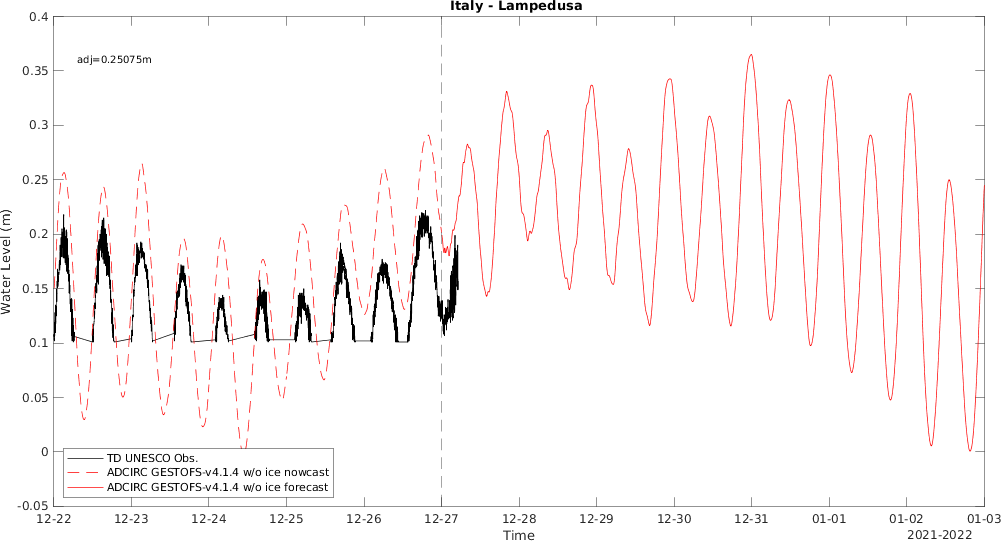 Italy - Lampedusa
0.4
0.35
0.3
0.25
0.2
0.15
0.1
0.05
0
-0.05
Water Level (m)
adj=0.25075m
TD UNESCO Obs.
ADCIRC GESTOFS-v4.1.4 w/o ice nowcast
ADCIRC GESTOFS-v4.1.4 w/o ice forecast
12-22 12-23 12-24 12-25 12-26 12-27 12-28 12-29 12-30 12-31 01-01 01-02 01-03
Time
2021-2022